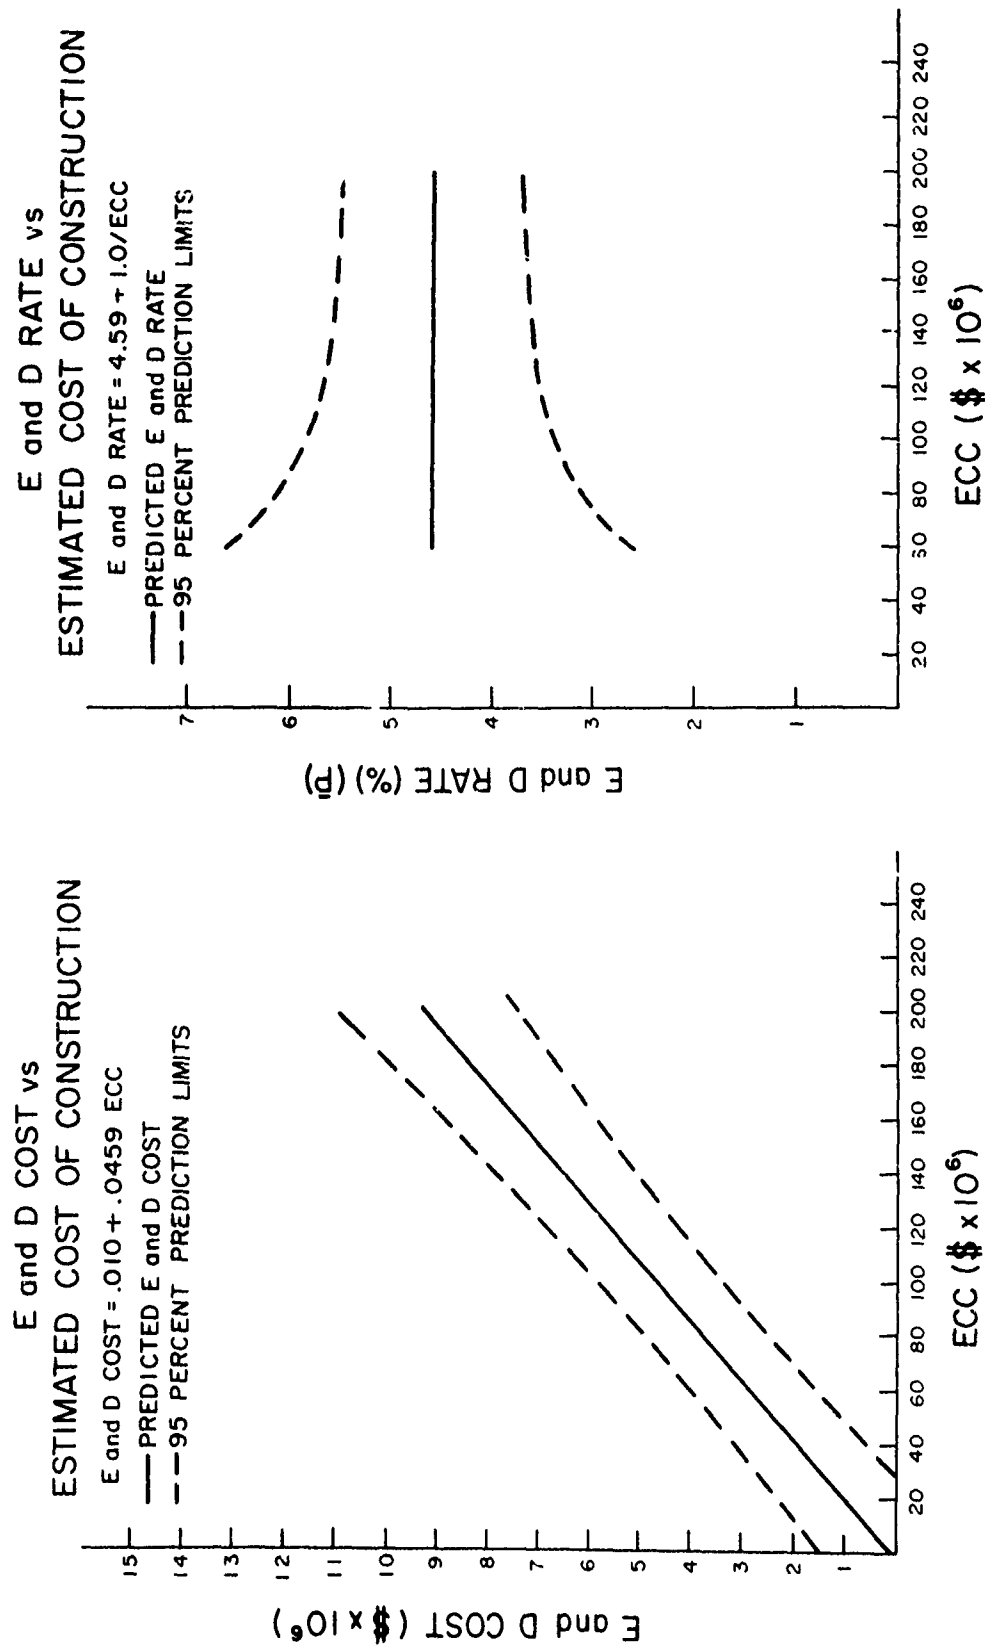 E and D COST vs
ESTIMATED COST OF CONSTRUCTION
E and D COST = .010 + .0459 ECC
PREDICTED E and D COST
95 PERCENT PREDICTION LIMITS
15
14
13
12
11
10
9
8
7
6
5
4
3
2
1
E and D COST ($ x 10⁶)
20 40 60 80 100 120 140 160 180 200 220 240
ECC ($ x 10⁶)
E and D RATE vs
ESTIMATED COST OF CONSTRUCTION
E and D RATE = 4.59 + 1.0/ECC
PREDICTED E and D RATE
95 PERCENT PREDICTION LIMITS
7
6
5
4
3
2
1
E and D RATE (%) (P̄)
20 40 60 80 100 120 140 160 180 200 220 240
ECC ($ x 10⁶)